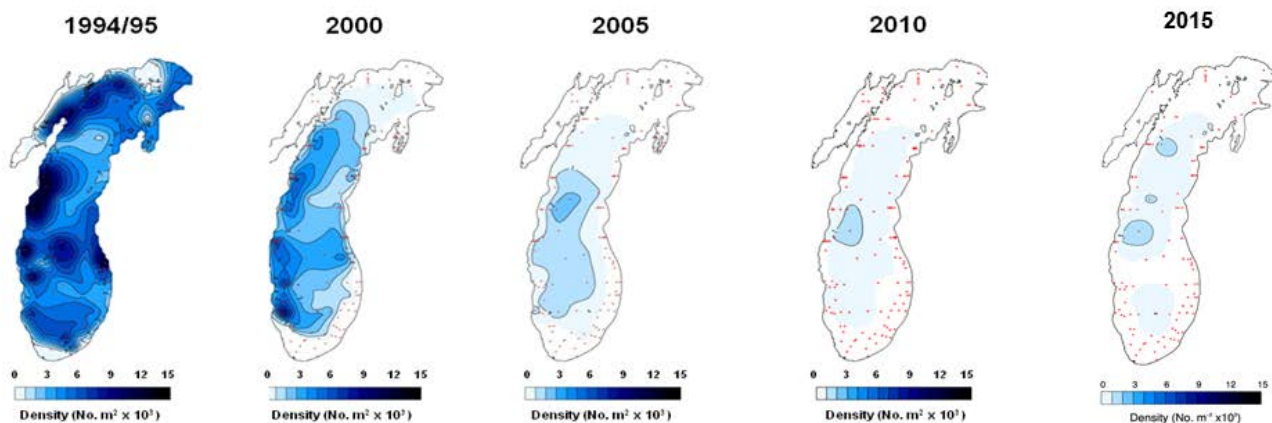 1994/95 2000 2005 2010 2015
0 3 6 9 12 15 0 3 6 9 12 15 0 3 6 9 12 15 0 3 6 9 12 15 0 3 6 9 12 15
Density (No. m² x 10³) Density (No. m² x 10³) Density (No. m² x 10³) Density (No. m² x 10³) Density (No. m⁻² x10³)